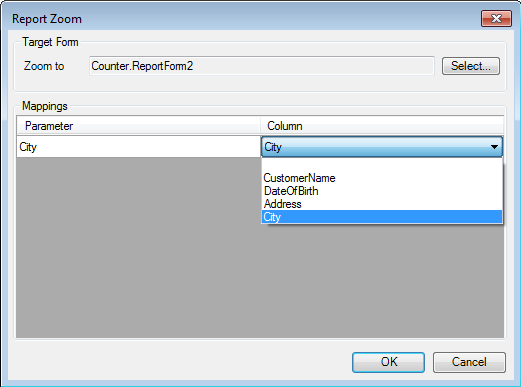 Report Zoom
Target Form
Zoom to Counter.ReportForm2 Select...
Mappings
Parameter Column
City City
CustomerName
DateOfBirth
Address
City
OK Cancel